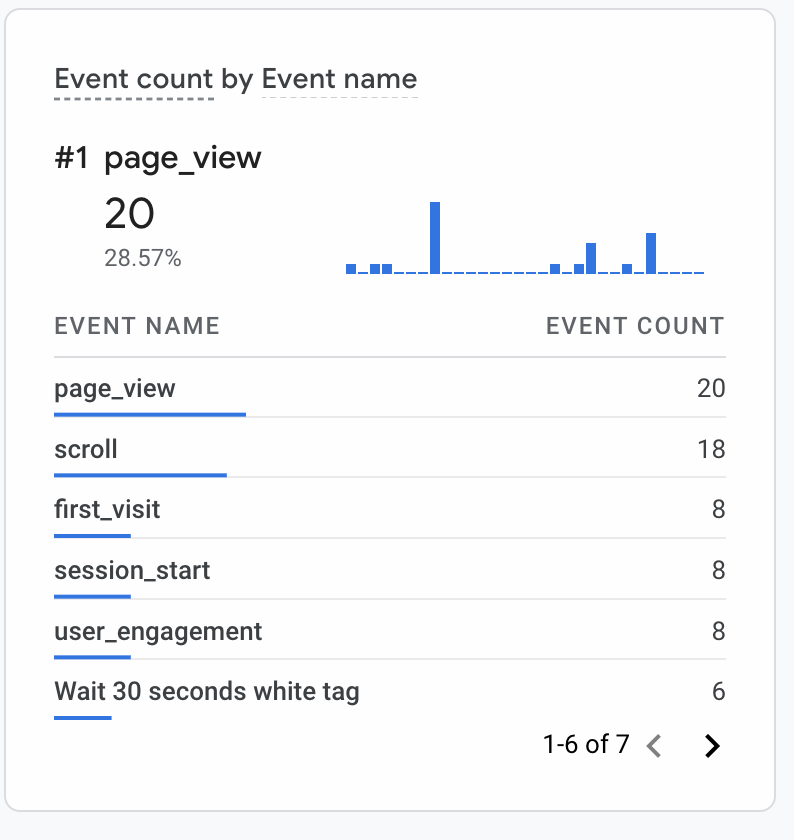 Event count by Event name
#1 page_view
20
28.57%
EVENT NAME EVENT COUNT
page_view 20
scroll 18
first_visit 8
session_start 8
user_engagement 8
Wait 30 seconds white tag 6
1-6 of 7